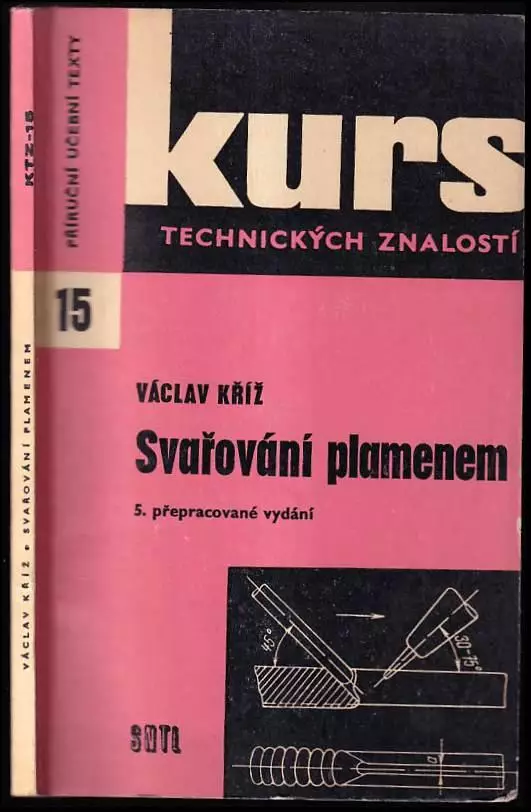 KTZ-15
VÁCLAV KŘÍŽ • SVAŘOVÁNÍ PLAMENEM
PŘÍRUČNÍ UČEBNÍ TEXTY
15
kurs
TECHNICKÝCH ZNALOSTÍ
VÁCLAV KŘÍŽ
Svařování plamenem
5. přepracované vydání
45°
30-75°
D
SNTL